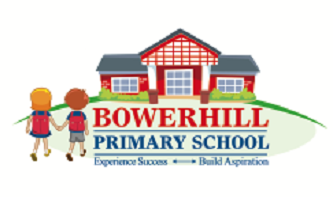 BOWERHILL
PRIMARY SCHOOL
Experience Success ⟷ Build Aspiration